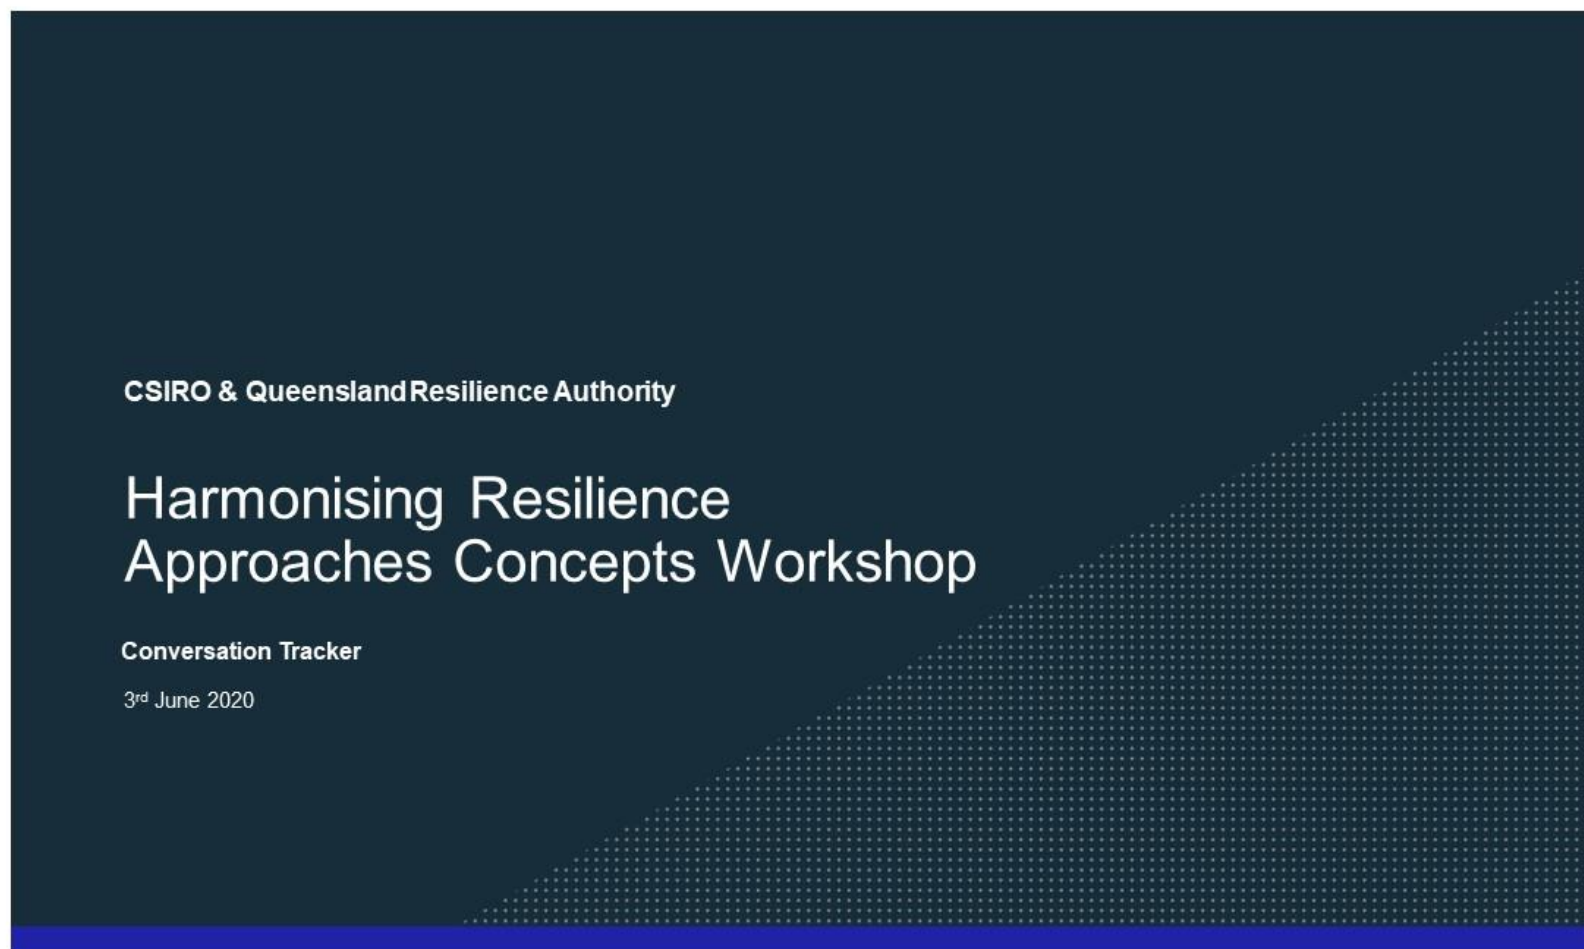 CSIRO & Queensland Resilience Authority
Harmonising Resilience
Approaches Concepts Workshop
Conversation Tracker
3rd June 2020